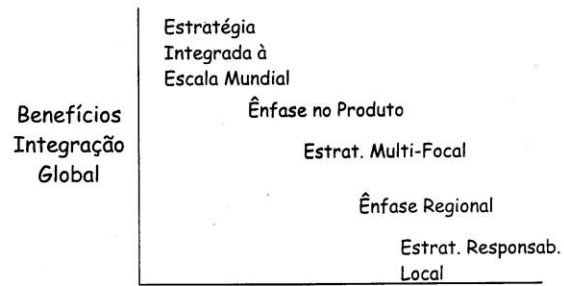 Estratégia
Integrada à
Escala Mundial
Benefícios
Integração
Global
Ênfase no Produto
Estrat. Multi-Focal
Ênfase Regional
Estrat. Responsab.
Local